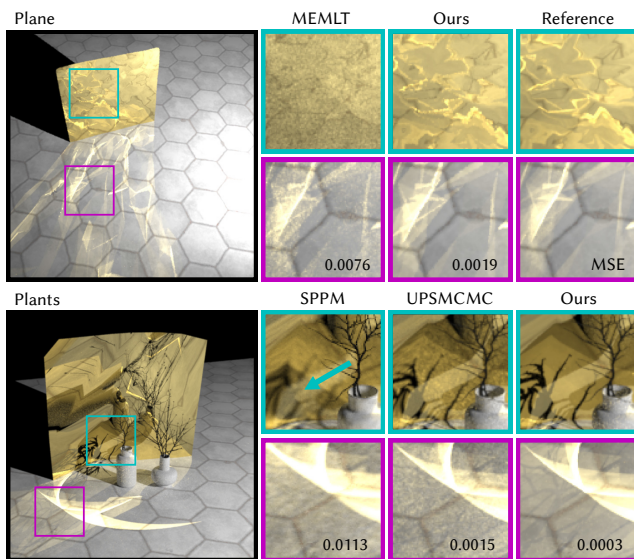 Plane
MEMLT
Ours
Reference
0.0076
0.0019
MSE
Plants
SPPM
UPSMCMC
Ours
0.0113
0.0015
0.0003